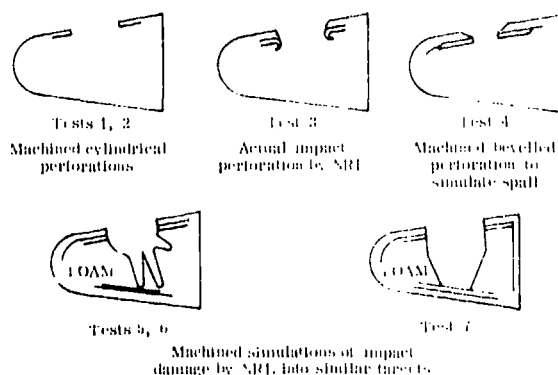 Tests 1, 2
Machined cylindrical
perforations
Test 3
Actual impact
perforation by NRL
Test 4
Machined bevelled
perforation to
simulate spall
FOAM
Tests 5, 6
FOAM
Test 7
Machined simulations of impact
damage by NRL into similar targets